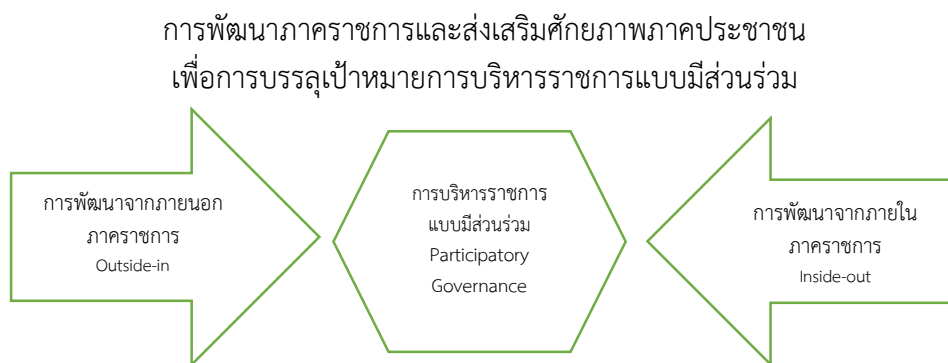 การพัฒนาภาคราชการและส่งเสริมศักยภาพภาคประชาชน
เพื่อการบรรลุเป้าหมายการบริหารราชการแบบมีส่วนร่วม
การพัฒนาจากภายนอก
ภาคราชการ
Outside-in
การบริหารราชการ
แบบมีส่วนร่วม
Participatory
Governance
การพัฒนาจากภายใน
ภาคราชการ
Inside-out